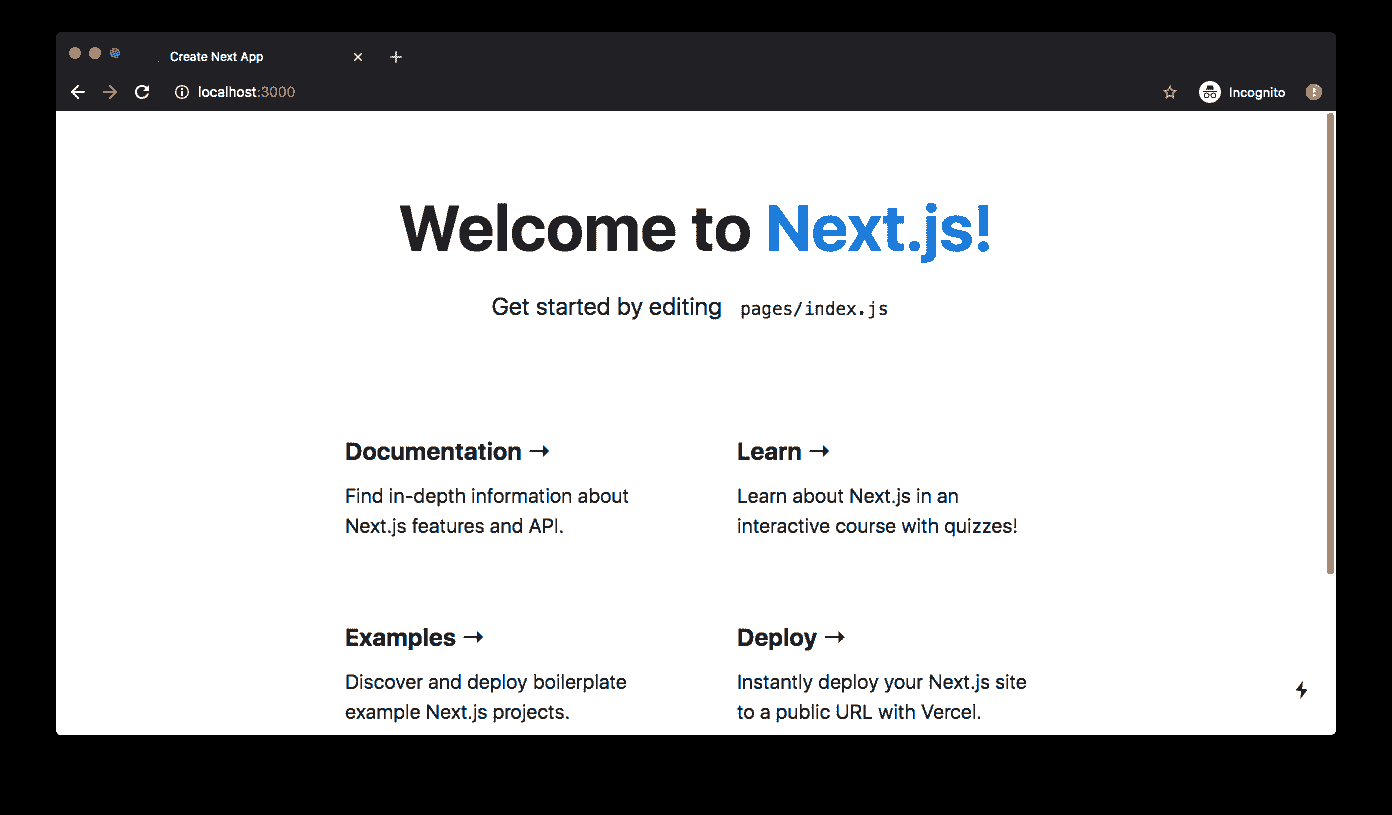 Create Next App
localhost:3000
Incognito
Welcome to Next.js!
Get started by editing pages/index.js
Documentation →
Find in-depth information about
Next.js features and API.
Learn →
Learn about Next.js in an
interactive course with quizzes!
Examples →
Discover and deploy boilerplate
example Next.js projects.
Deploy →
Instantly deploy your Next.js site
to a public URL with Vercel.